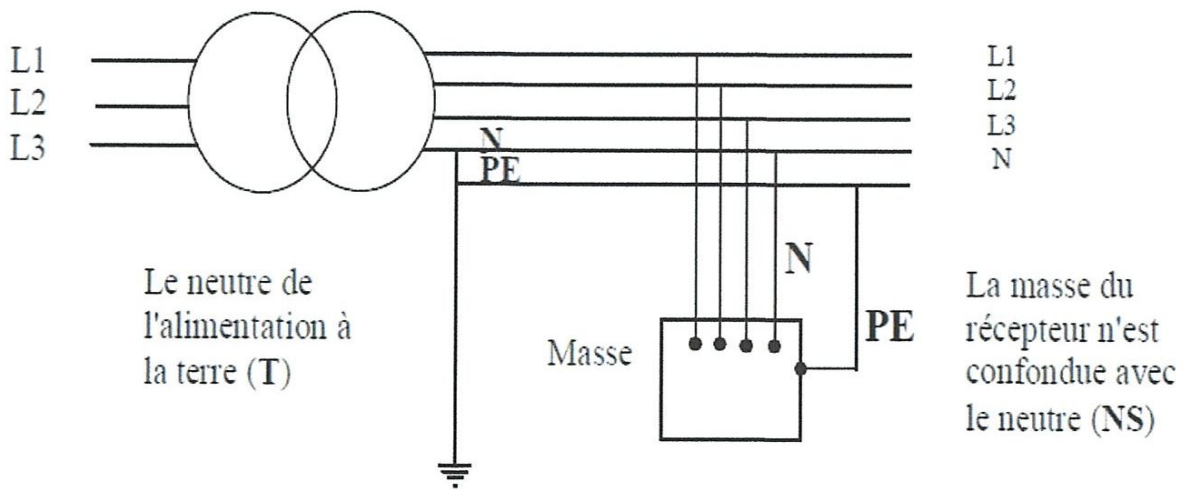 L1
L2
L3
N
PE
L1
L2
L3
N
N
PE
Le neutre de
l'alimentation à
la terre (T)
Masse
La masse du
récepteur n'est
confondue avec
le neutre (NS)